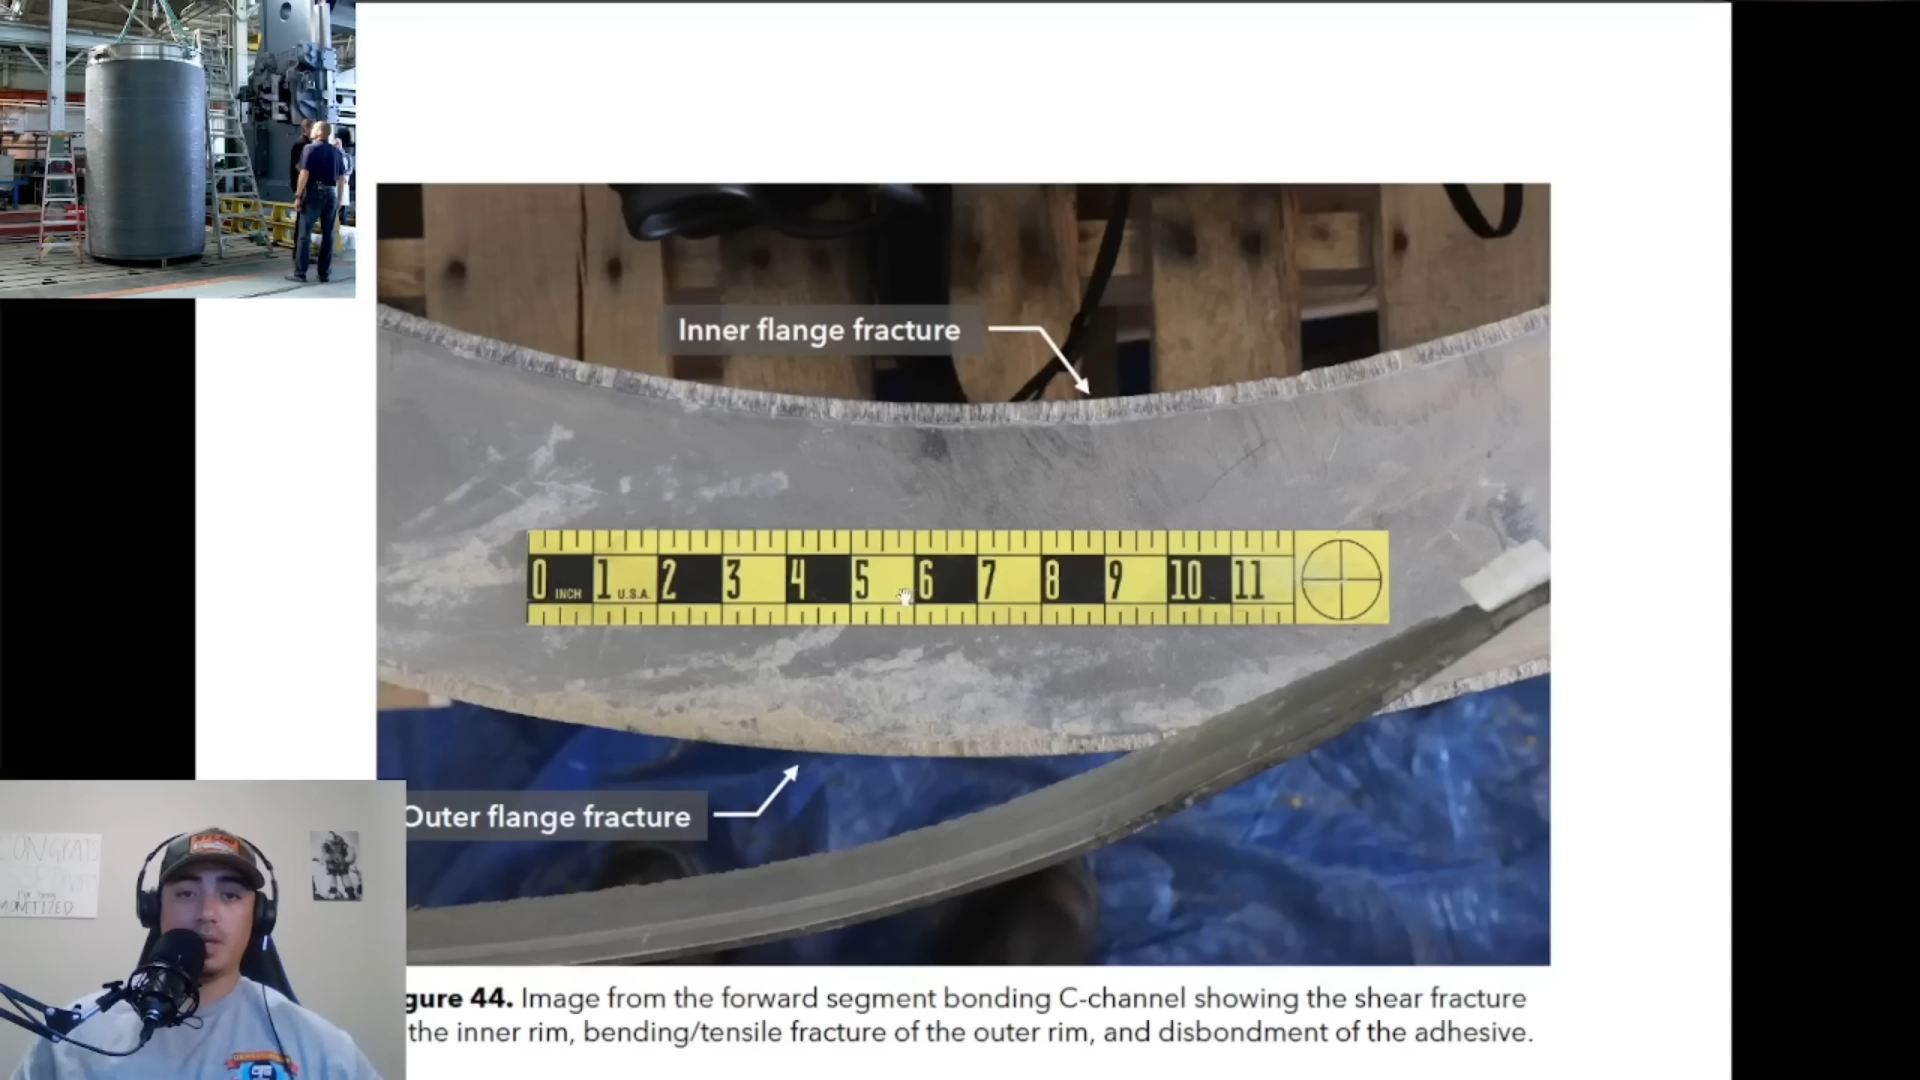 Inner flange fracture
0 INCH 1 U.S.A. 2 3 4 5 6 7 8 9 10 11
Outer flange fracture
gure 44. Image from the forward segment bonding C-channel showing the shear fracture
the inner rim, bending/tensile fracture of the outer rim, and disbondment of the adhesive.
CONGRATS
MONITIZED